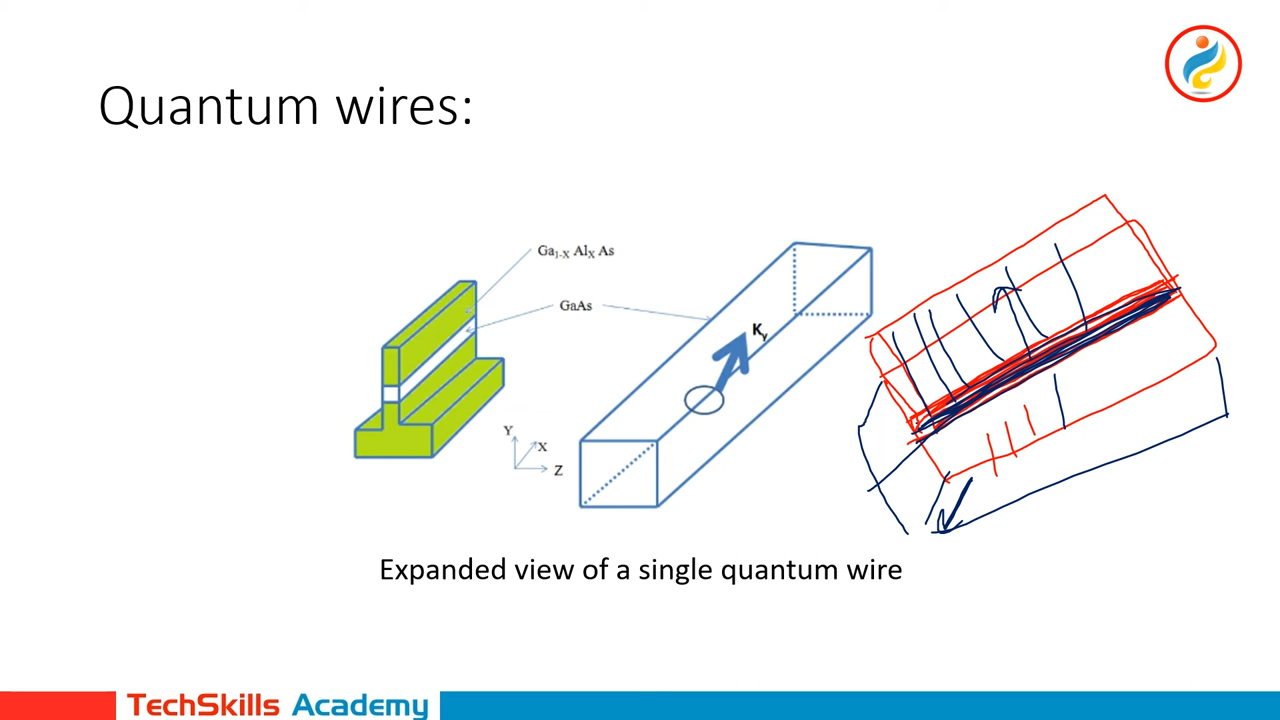 Quantum wires:
Ga1-X AlX As
GaAs
Ky
Y
X
Z
Expanded view of a single quantum wire
TechSkills Academy